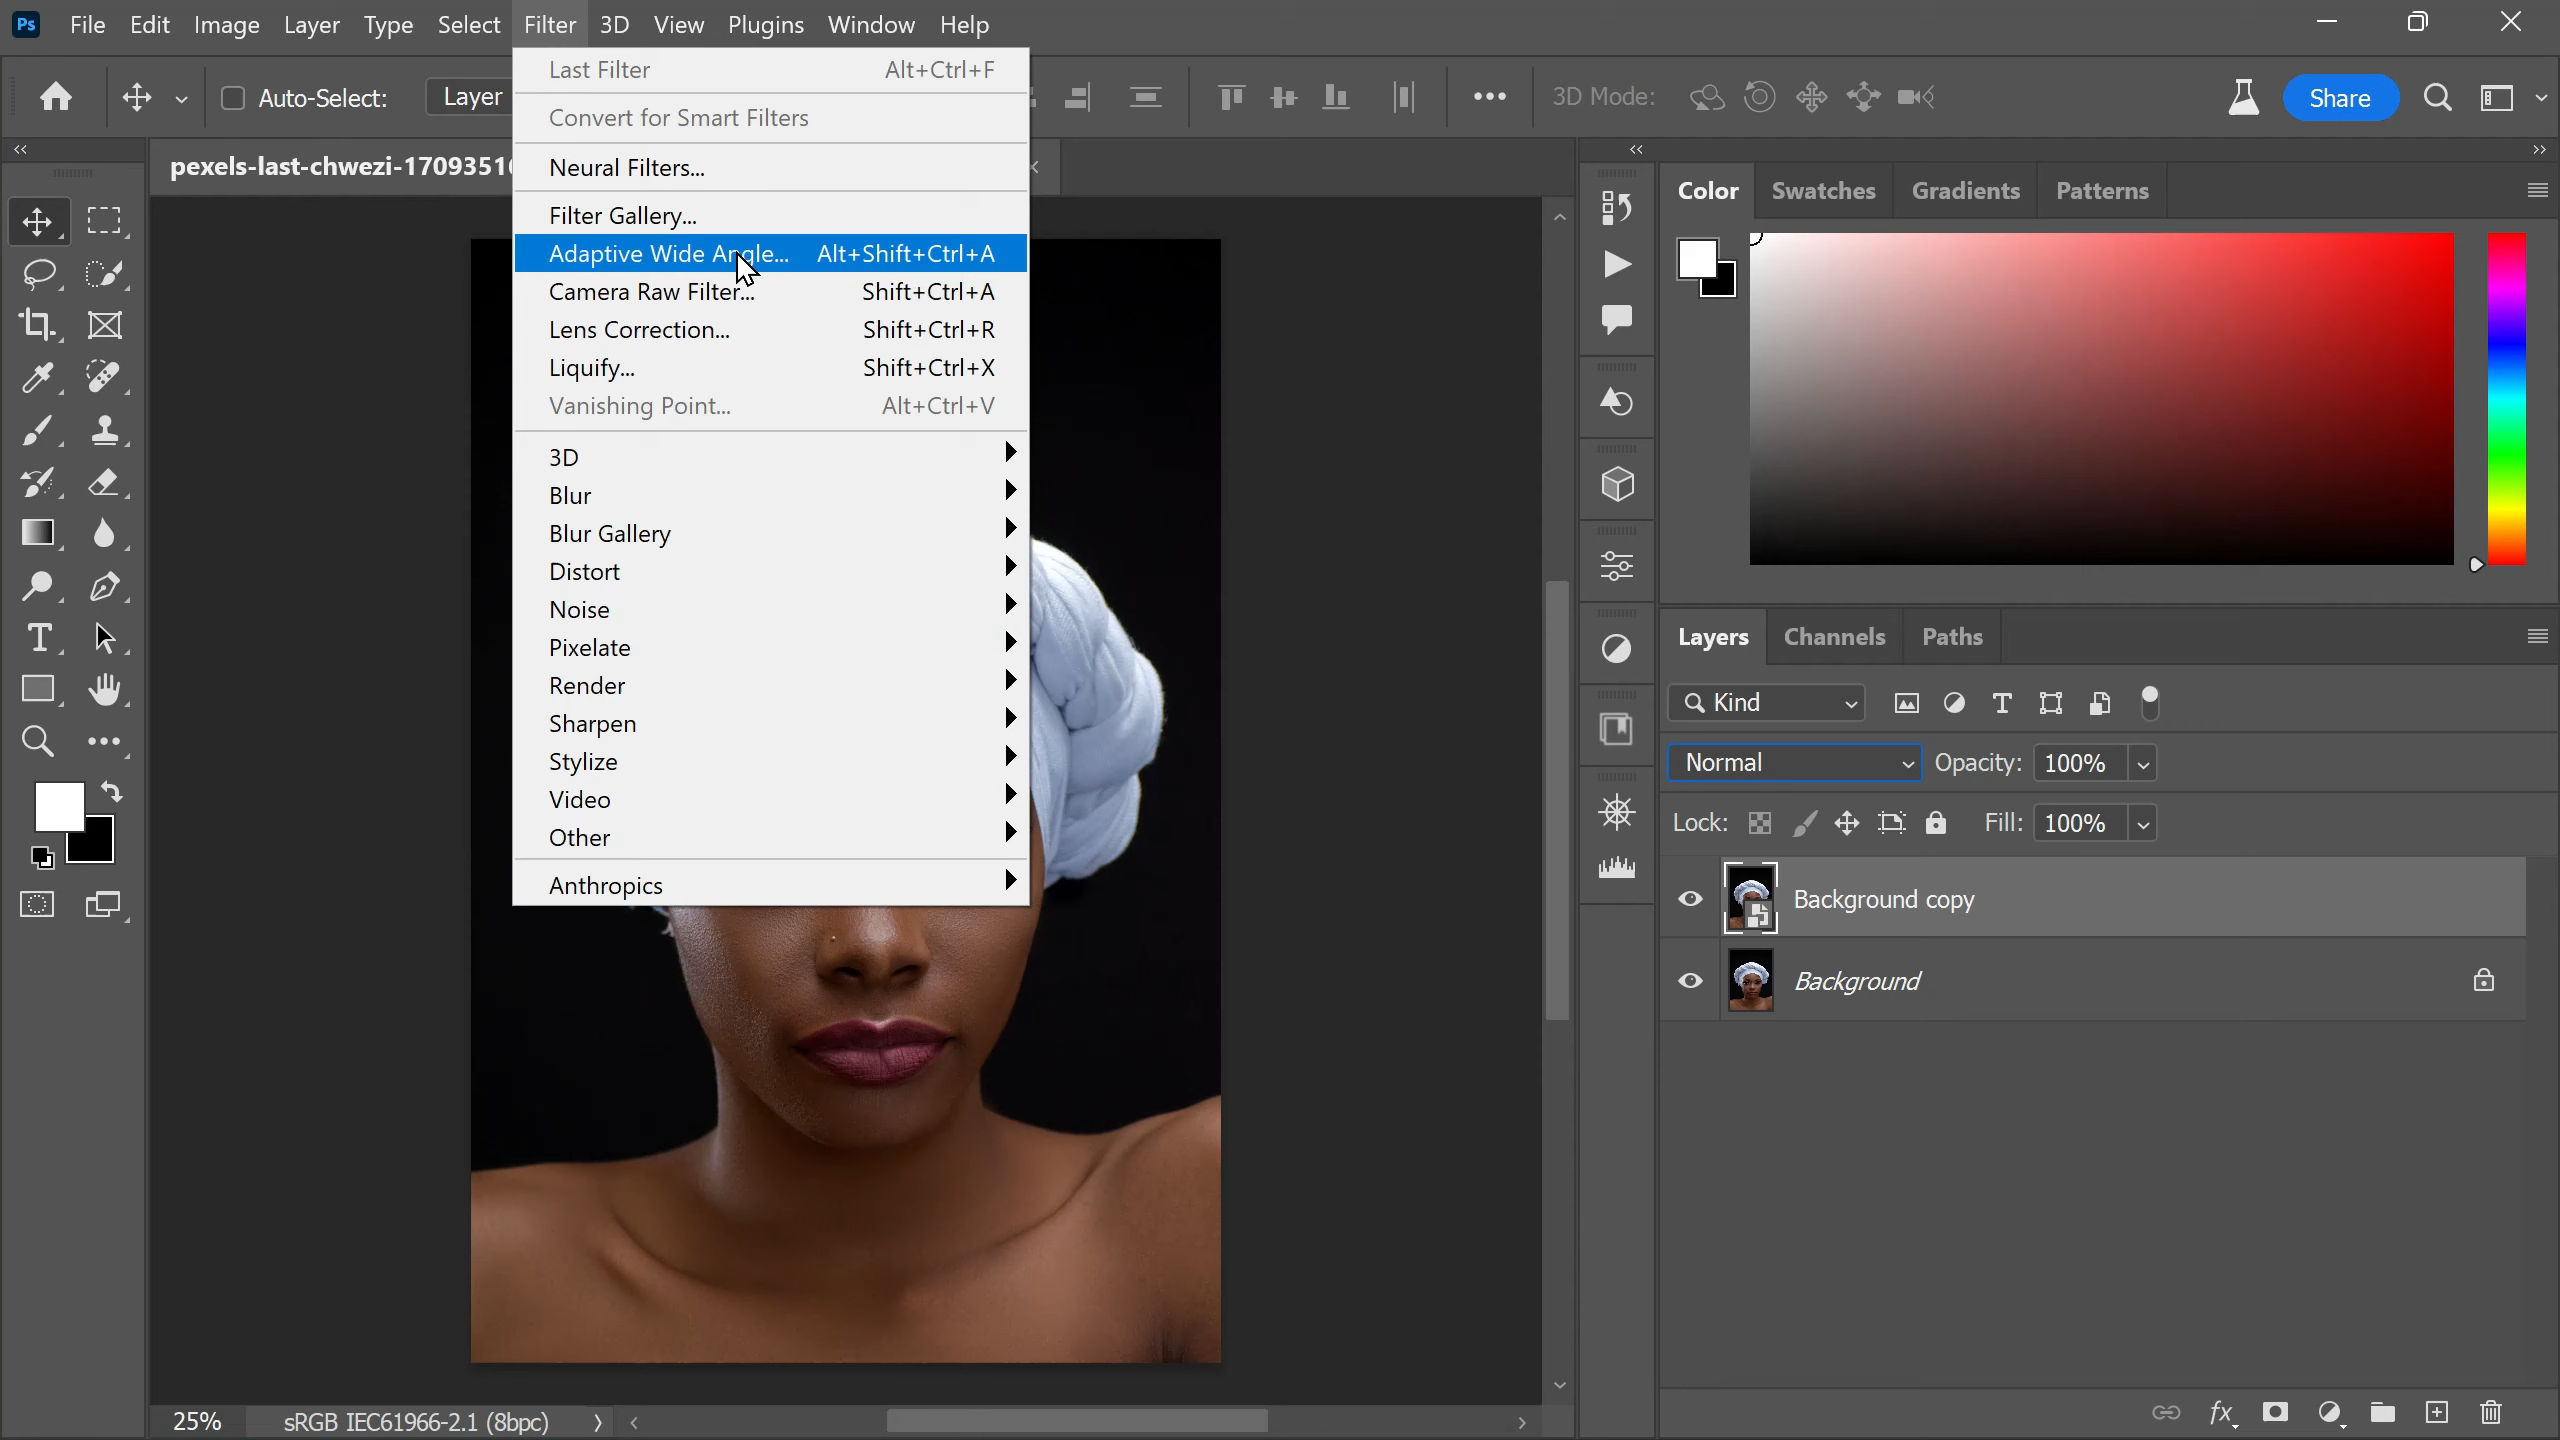 Ps File Edit Image Layer Type Select Filter 3D View Plugins Window Help
Auto-Select: Layer
3D Mode:
Share
pexels-last-chwezi-170935
Last Filter Alt+Ctrl+F
Convert for Smart Filters
Neural Filters...
Filter Gallery...
Adaptive Wide Angle... Alt+Shift+Ctrl+A
Camera Raw Filter... Shift+Ctrl+A
Lens Correction... Shift+Ctrl+R
Liquify... Shift+Ctrl+X
Vanishing Point... Alt+Ctrl+V
3D
Blur
Blur Gallery
Distort
Noise
Pixelate
Render
Sharpen
Stylize
Video
Other
Anthropics
Color Swatches Gradients Patterns
Layers Channels Paths
Kind
Normal Opacity: 100%
Lock: Fill: 100%
Background copy
Background
25% sRGB IEC61966-2.1 (8bpc)